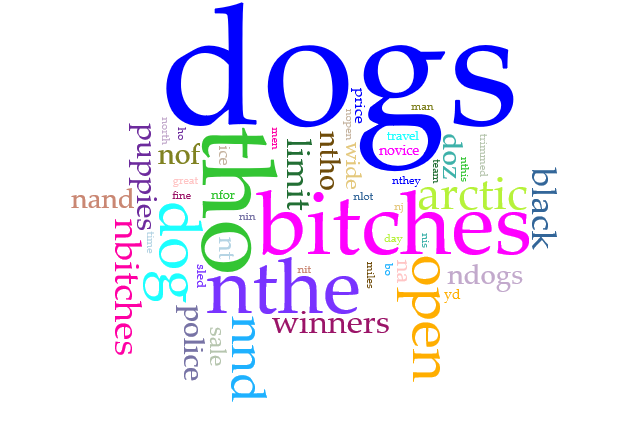 dogs
man
price
north
ho
men
nopen
travel
trimmed
puppies
nof
ice
tho
limit
ntho
wide
novice
doz
nthis
team
great
nfor
fine
nand
nthey
nlot
arctic
black
nbitches
time
dog
nt
nin
bitches
nj
day
nis
sled
nthe
nit
miles
bo
na
open
ndogs
yd
police
sale
nnd
winners